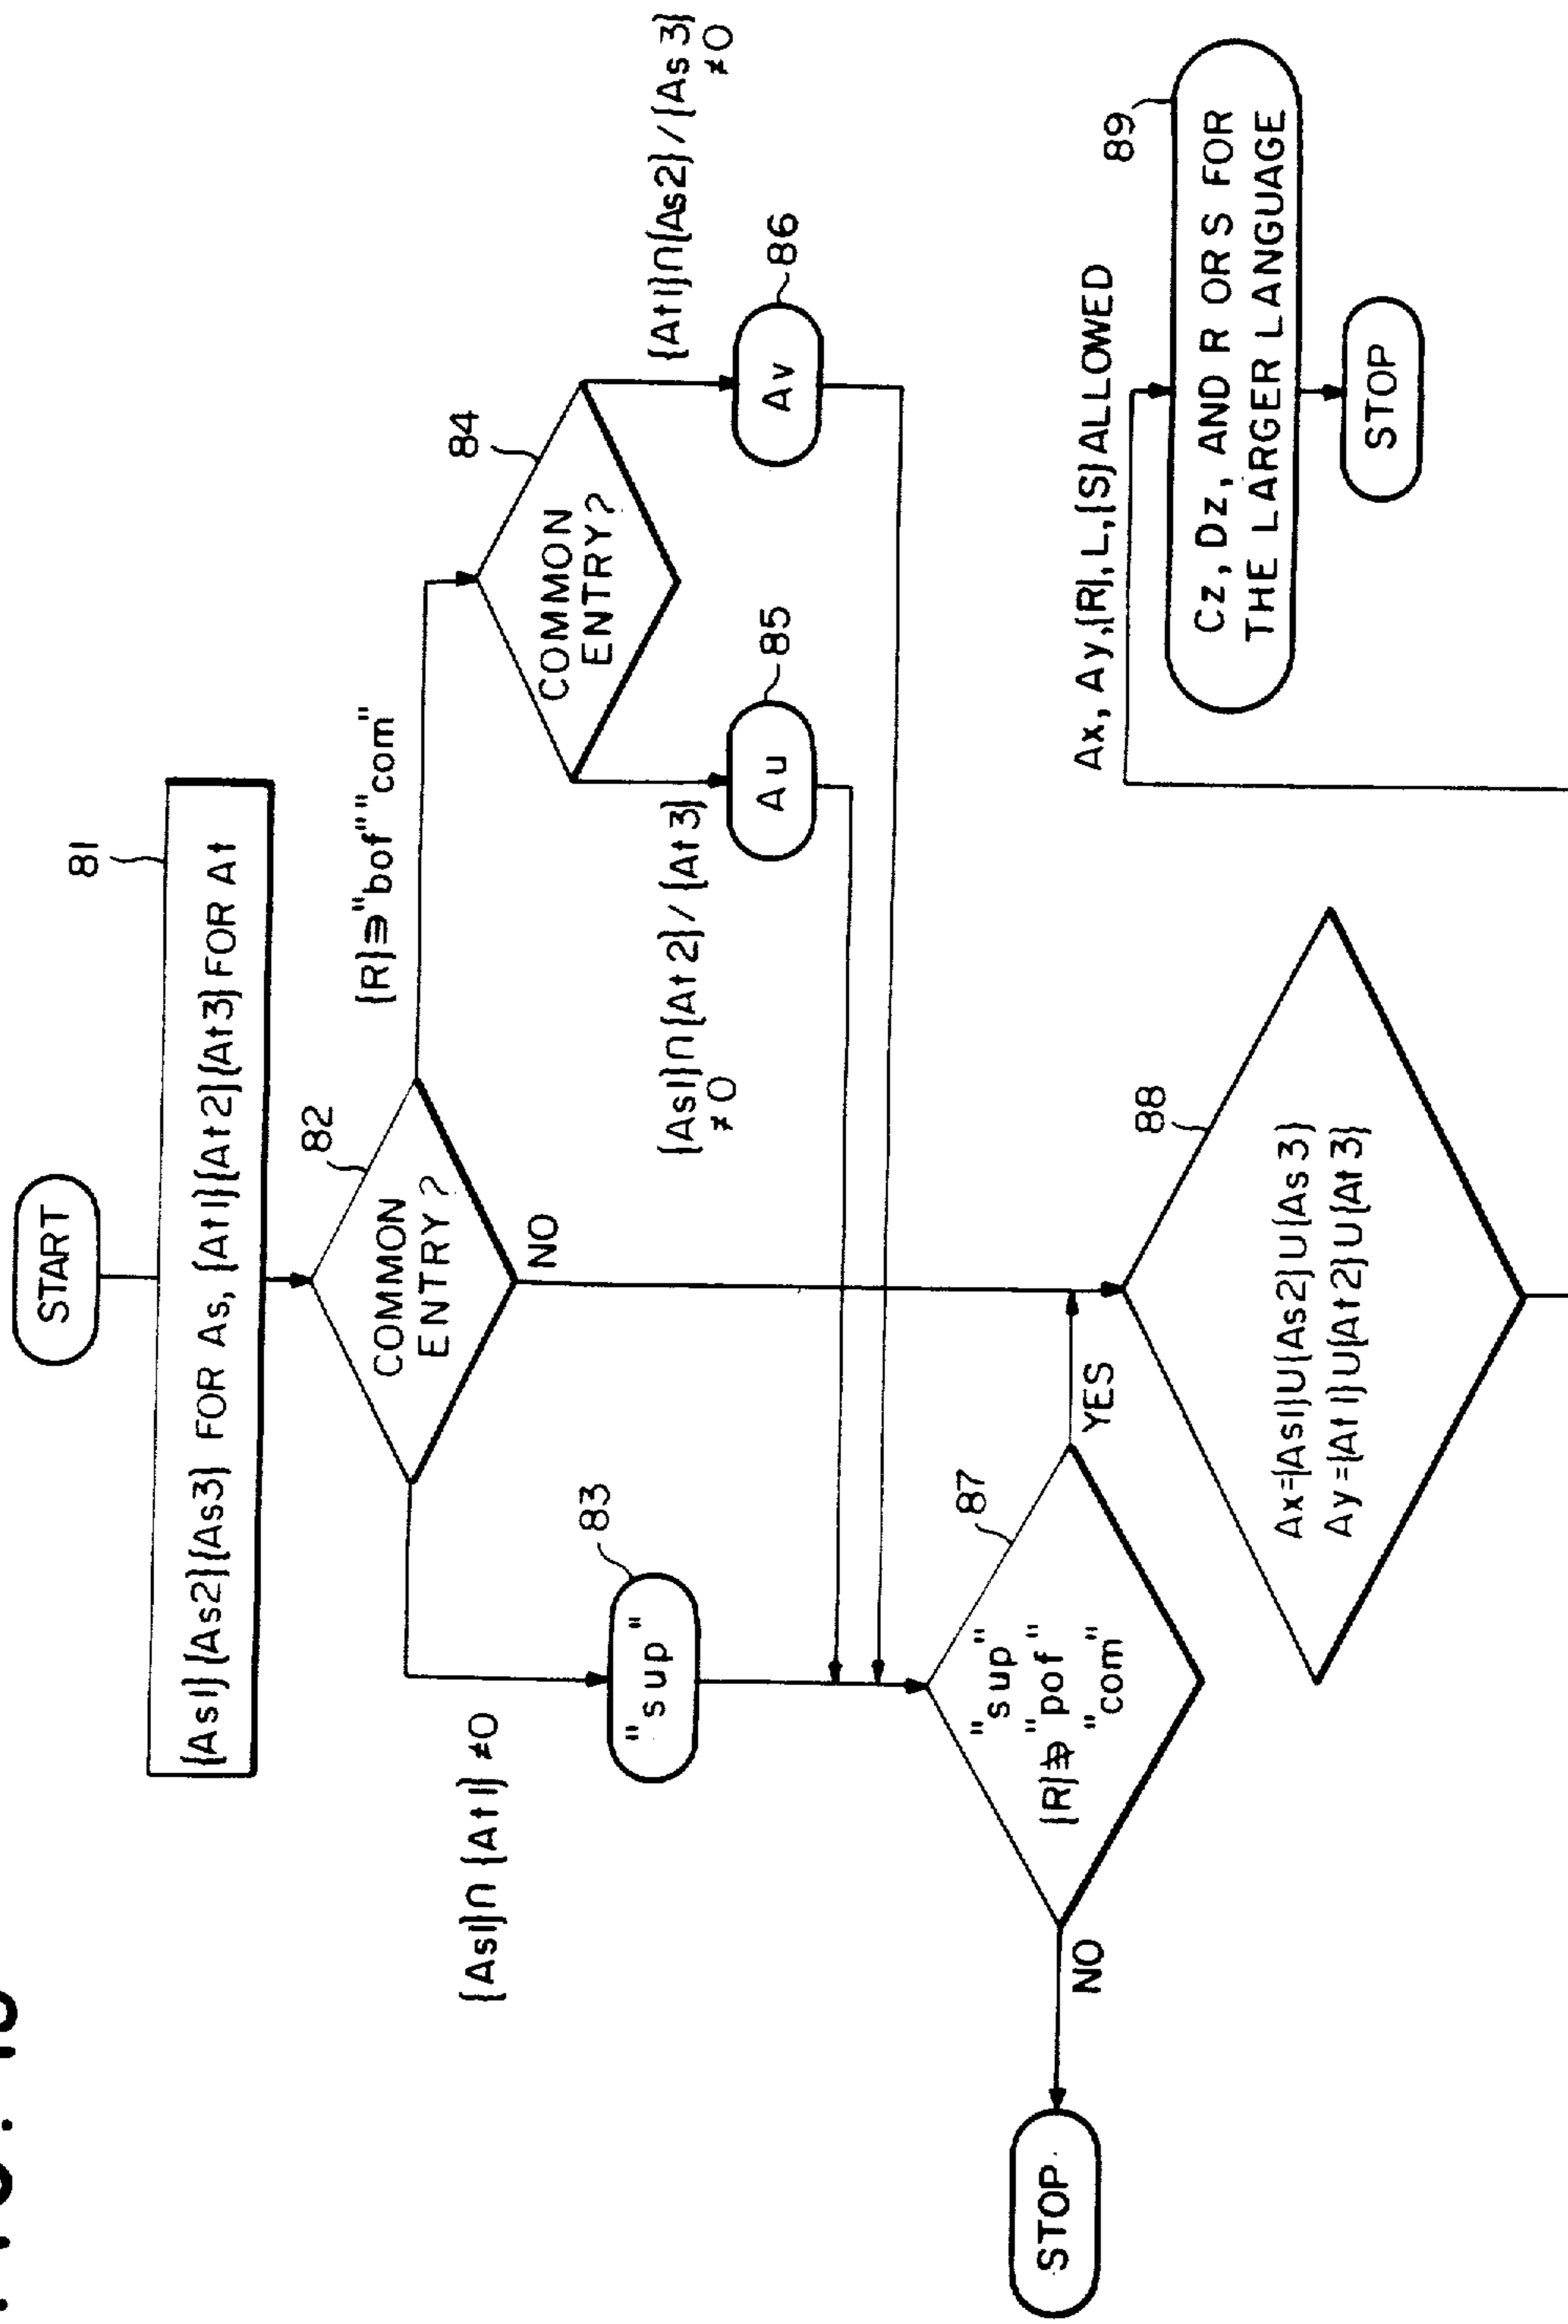 START
81
{As1}{As2}{As3} FOR As, {At1}{At2}{At3} FOR At
82
COMMON
ENTRY?
{R}∋"bof""com"
84
COMMON
ENTRY?
{As1}∩{At1}≠0
83
"sup"
NO
{As1}∩{At2}/{At3}
≠0
85
Au
{At1}∩{As2}/{As3}
≠0
86
Av
87
"sup"
{R}∌"pof"
"com"
NO
STOP
YES
88
Ax={As1}U{As2}U{As3}
Ay={At1}U{At2}U{At3}
Ax, Ay,{R}, L,{S}ALLOWED
89
Cz, Dz, AND R OR S FOR
THE LARGER LANGUAGE
STOP